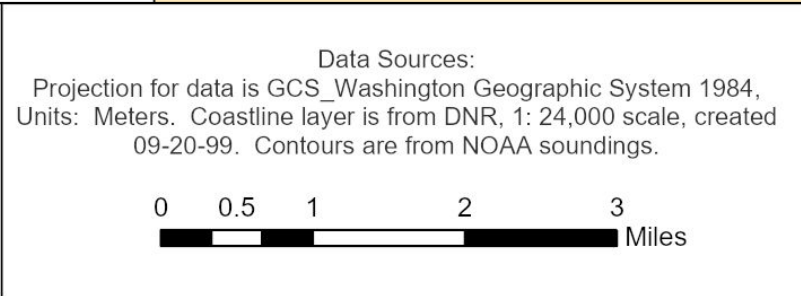 Data Sources:
Projection for data is GCS_Washington Geographic System 1984,
Units:  Meters.  Coastline layer is from DNR, 1: 24,000 scale, created
09-20-99.  Contours are from NOAA soundings.
0 0.5 1 2 3
Miles